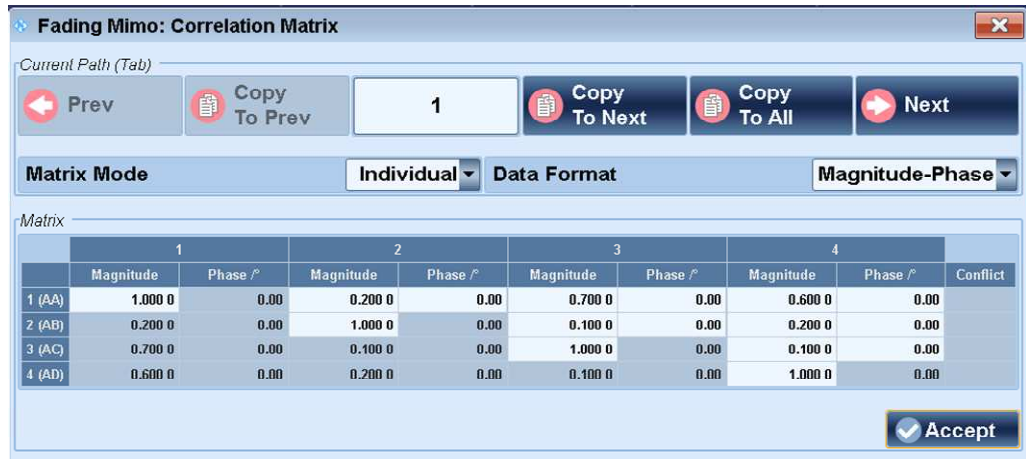 Fading Mimo: Correlation Matrix
Current Path (Tab)
Prev Copy To Prev 1 Copy To Next Copy To All Next
Matrix Mode Individual Data Format Magnitude-Phase
Matrix
1 2 3 4
Magnitude Phase /° Magnitude Phase /° Magnitude Phase /° Magnitude Phase /° Conflict
1 (AA) 1.000 0 0.00 0.200 0 0.00 0.700 0 0.00 0.600 0 0.00
2 (AB) 0.200 0 0.00 1.000 0 0.00 0.100 0 0.00 0.200 0 0.00
3 (AC) 0.700 0 0.00 0.100 0 0.00 1.000 0 0.00 0.100 0 0.00
4 (AD) 0.600 0 0.00 0.200 0 0.00 0.100 0 0.00 1.000 0 0.00
Accept